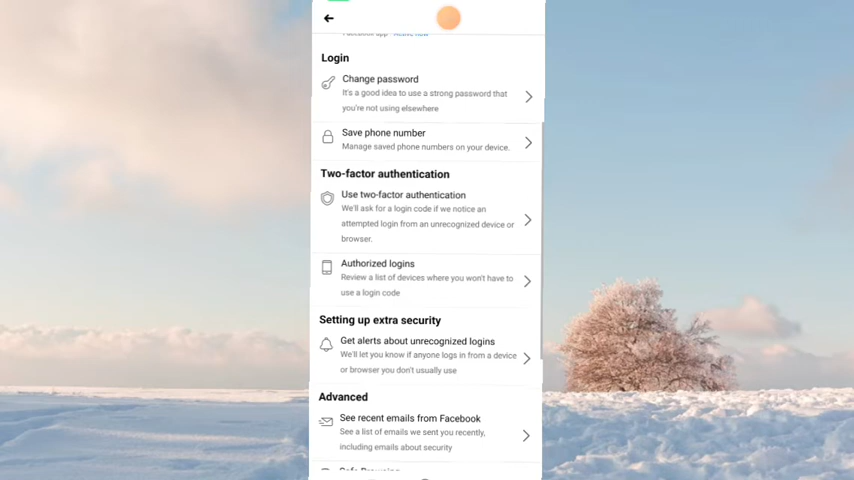 Facebook app
Login
Change password
It's a good idea to use a strong password that
you're not using elsewhere
Save phone number
Manage saved phone numbers on your device.
Two-factor authentication
Use two-factor authentication
We'll ask for a login code if we notice an
attempted login from an unrecognized device or
browser.
Authorized logins
Review a list of devices where you won't have to
use a login code
Setting up extra security
Get alerts about unrecognized logins
We'll let you know if anyone logs in from a device
or browser you don't usually use
Advanced
See recent emails from Facebook
See a list of emails we sent you recently,
including emails about security